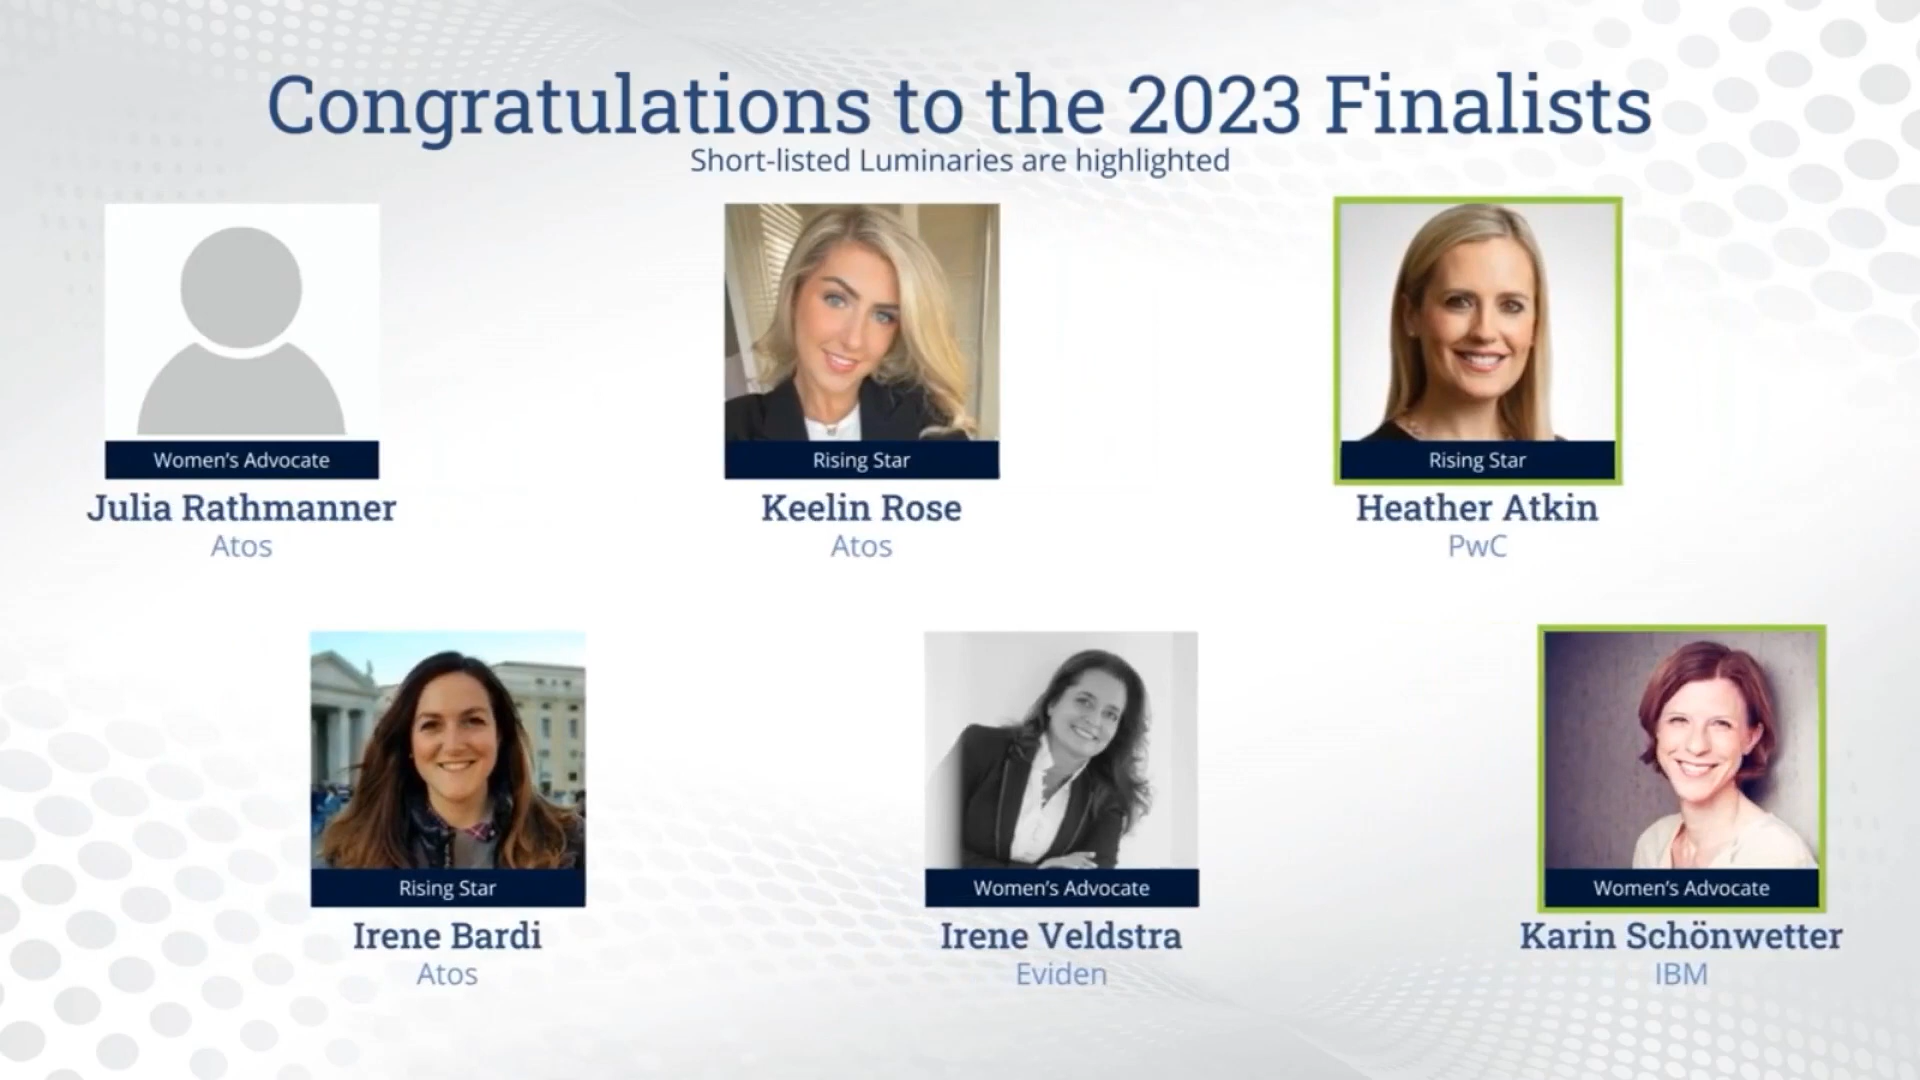 Congratulations to the 2023 Finalists
Short-listed Luminaries are highlighted
Women's Advocate
Julia Rathmanner
Atos
Rising Star
Keelin Rose
Atos
Rising Star
Heather Atkin
PwC
Rising Star
Irene Bardi
Atos
Women's Advocate
Irene Veldstra
Eviden
Women's Advocate
Karin Schönwetter
IBM